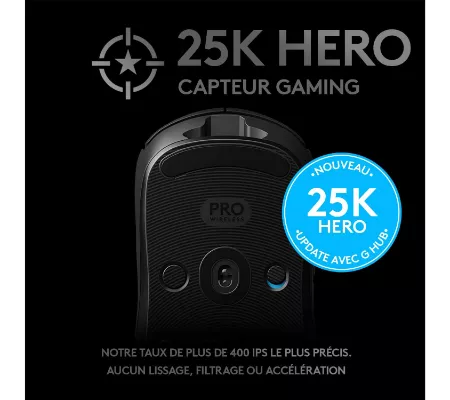 25K HERO
CAPTEUR GAMING
PRO
WIRELESS
•NOUVEAU•
25K
HERO
UPDATE AVEC G HUB
NOTRE TAUX DE PLUS DE 400 IPS LE PLUS PRÉCIS.
AUCUN LISSAGE, FILTRAGE OU ACCÉLÉRATION